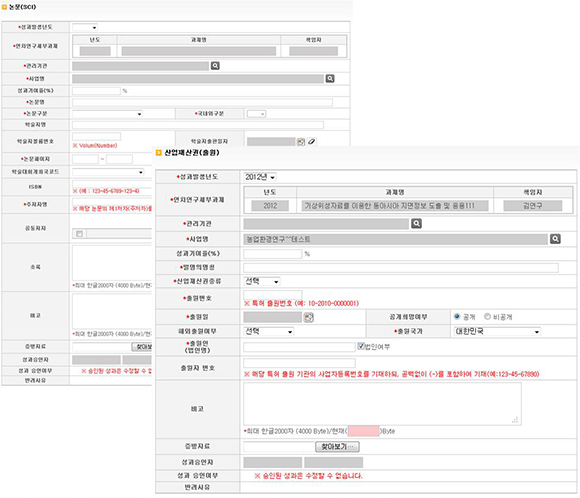 논문(SCI)
*성과발생년도
*연차연구세부과제
년도 과제명 책임자
*관리기관
*사업명
성과기여율(%) %
*논문명
*논문구분 *국내외구분
학술지명
학술지볼륨번호 학술지출판일자
※ Volum(Number)
*논문페이지 ~
학술대회개최국코드
ISBN
※ (예 : 123-45-6789-123-4)
*주저자명 ※ 해당 논문의 제1저자(주저자)를
공동저자
초록
*최대 한글2000자 (4000 Byte)/현재
비고
*최대 한글2000자 (4000 Byte)/현재
증빙자료 찾아보기
성과승인자
성과 승인여부 ※ 승인된 성과은 수정할 수 없
반려사유
산업재산권(출원)
*성과발생년도 2012년
*연차연구세부과제
년도 과제명 책임자
2012 기상위성자료를 이용한 동아시아 지면정보 도출 및 응용111 김연구
*관리기관
*사업명 농업환경연구^^테스트
성과기여율(%) %
*발명의명칭
*산업재산권종류 선택
*출원번호 ※ 특허 출원번호 (예: 10-2010-0000001)
*출원일 공개희망여부 공개 비공개
해외출원여부 선택 *출원국가 대한민국
*출원인
(법인명) 법인여부
출원자 번호
※ 해당 특허 출원 기관의 사업자등록번호를 기재하되, 공백없이 (-)를 포함하여 기재(예:123-45-67890)
비고
*최대 한글2000자 (4000 Byte)/현재( )Byte
증빙자료 찾아보기...
성과승인자
성과 승인여부 ※ 승인된 성과은 수정할 수 없습니다.
반려사유